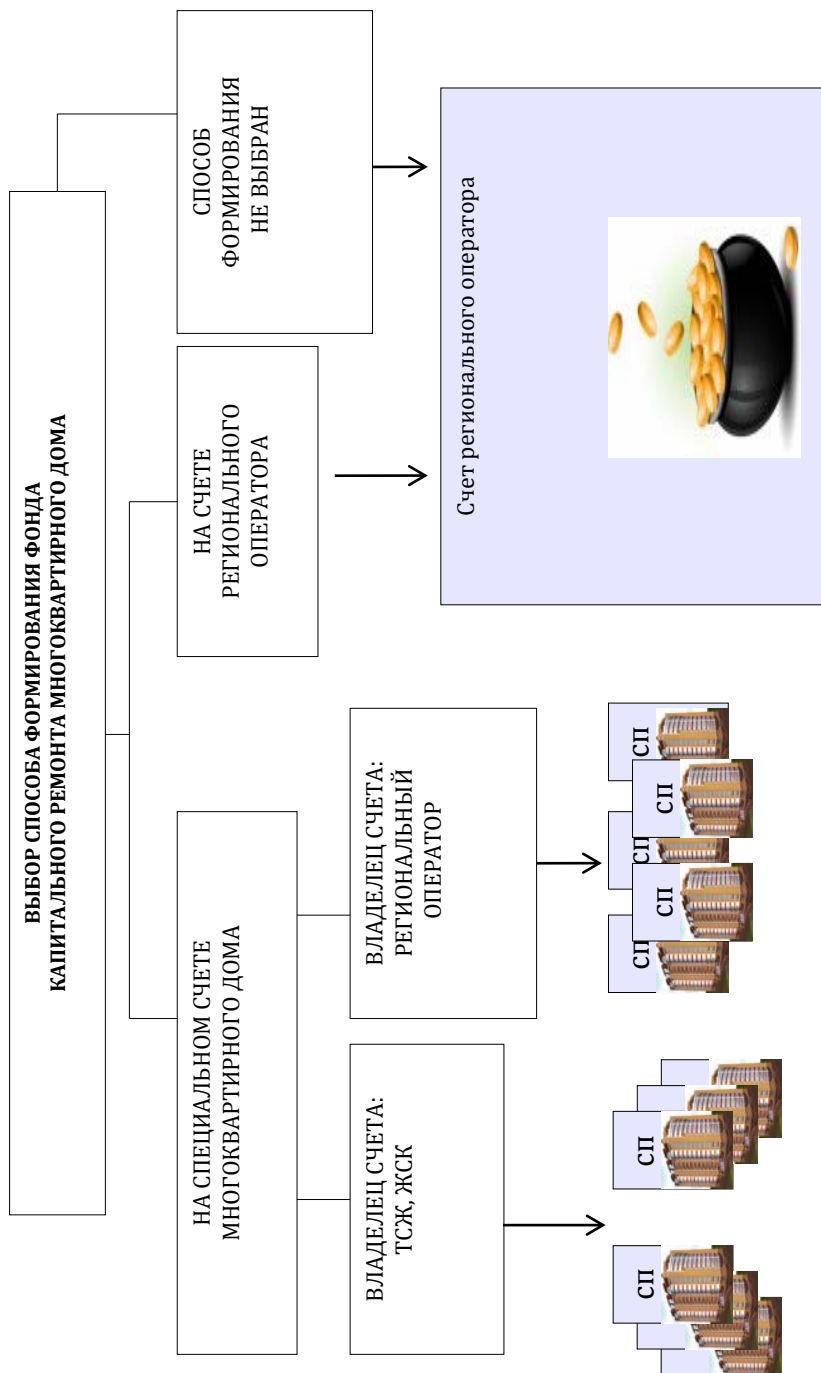 ВЫБОР СПОСОБА ФОРМИРОВАНИЯ ФОНДА
КАПИТАЛЬНОГО РЕМОНТА МНОГОКВАРТИРНОГО ДОМА
НА СПЕЦИАЛЬНОМ СЧЕТЕ
МНОГОКВАРТИРНОГО ДОМА
НА СЧЕТЕ
РЕГИОНАЛЬНОГО
ОПЕРАТОРА
СПОСОБ
ФОРМИРОВАНИЯ
НЕ ВЫБРАН
ВЛАДЕЛЕЦ СЧЕТА:
ТСЖ, ЖСК
ВЛАДЕЛЕЦ СЧЕТА:
РЕГИОНАЛЬНЫЙ
ОПЕРАТОР
Счет регионального оператора
СП
СП
СП
СП
СП
СП
СП